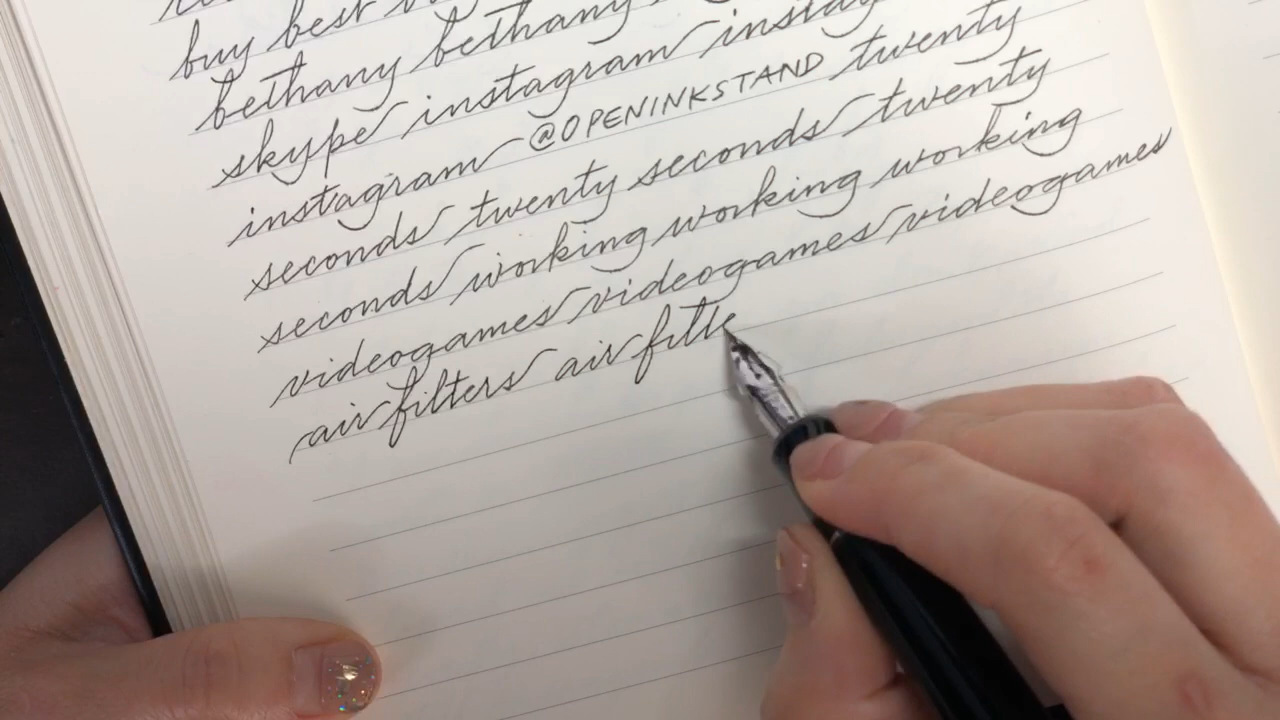 buy best
bethany bethany
skype instagram
instagram @OPENINKSTAND twenty
seconds twenty seconds twenty
seconds working working working
videogames videogames videogames
air filters air filte